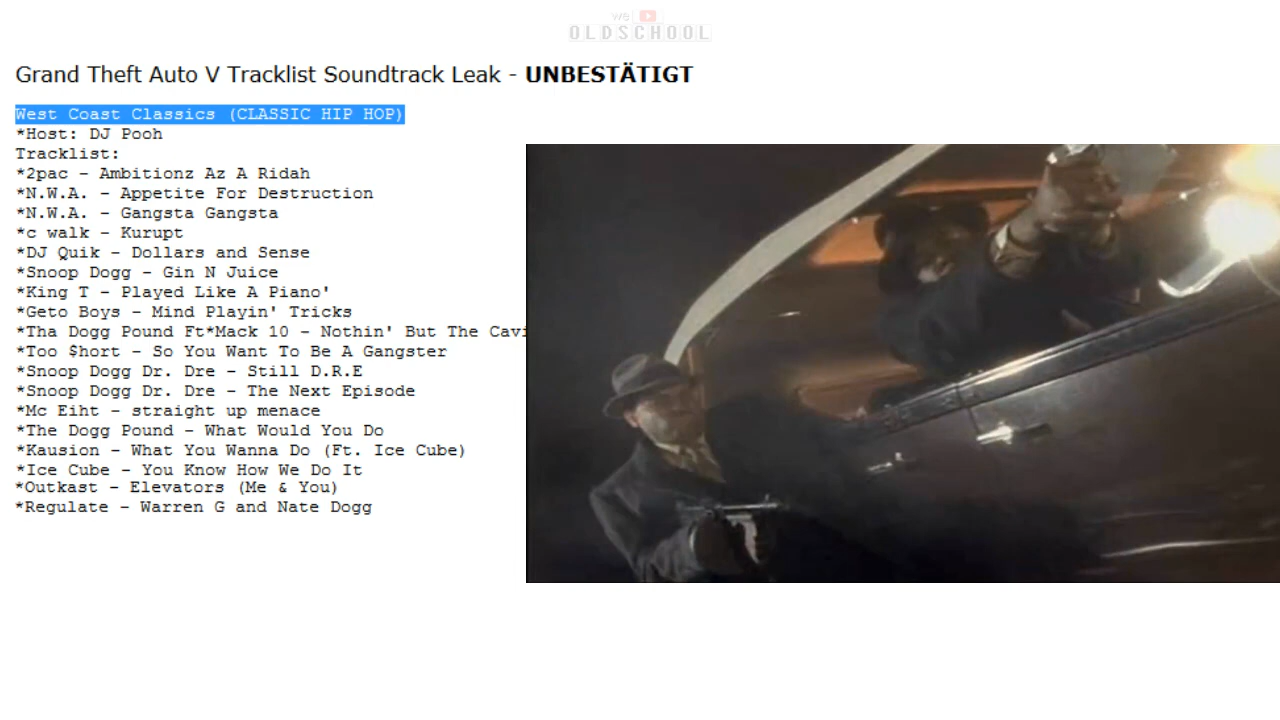 we
OLDSCHOOL
Grand Theft Auto V Tracklist Soundtrack Leak - UNBESTÄTIGT
West Coast Classics (CLASSIC HIP HOP)
*Host: DJ Pooh
Tracklist:
*2pac - Ambitionz Az A Ridah
*N.W.A. - Appetite For Destruction
*N.W.A. - Gangsta Gangsta
*c walk - Kurupt
*DJ Quik - Dollars and Sense
*Snoop Dogg - Gin N Juice
*King T - Played Like A Piano'
*Geto Boys - Mind Playin' Tricks
*Tha Dogg Pound Ft*Mack 10 - Nothin' But The Cavi
*Too $hort - So You Want To Be A Gangster
*Snoop Dogg Dr. Dre - Still D.R.E
*Snoop Dogg Dr. Dre - The Next Episode
*Mc Eiht - straight up menace
*The Dogg Pound - What Would You Do
*Kausion - What You Wanna Do (Ft. Ice Cube)
*Ice Cube - You Know How We Do It
*Outkast - Elevators (Me & You)
*Regulate - Warren G and Nate Dogg